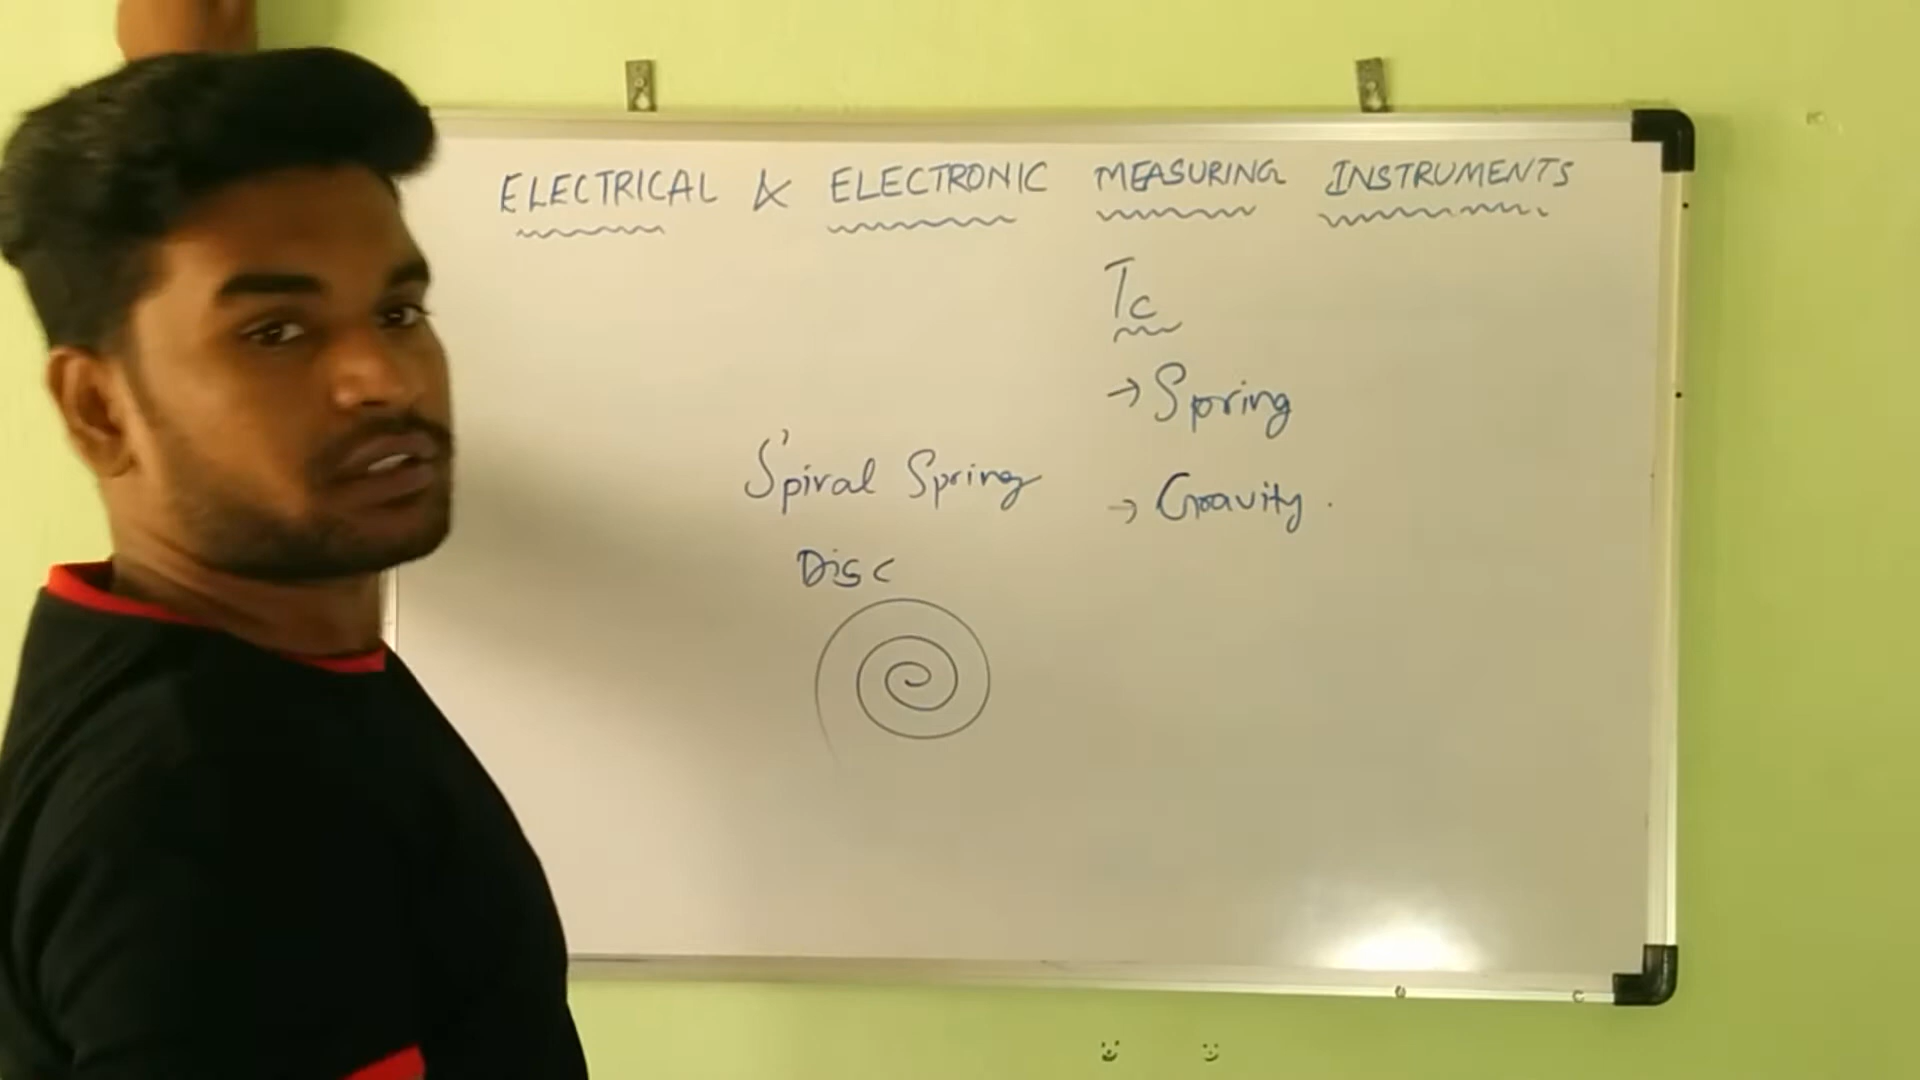 ELECTRICAL & ELECTRONIC MEASURING INSTRUMENTS
Tc
→ Spring
Spiral Spring
→ Gravity.
Disc